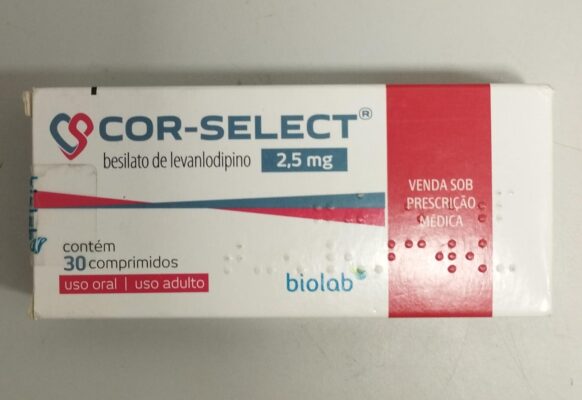 COR-SELECT®
besilato de levanlodipino 2,5 mg
VENDA SOB
PRESCRIÇÃO
MÉDICA
contém
30 comprimidos
uso oral | uso adulto
biolab